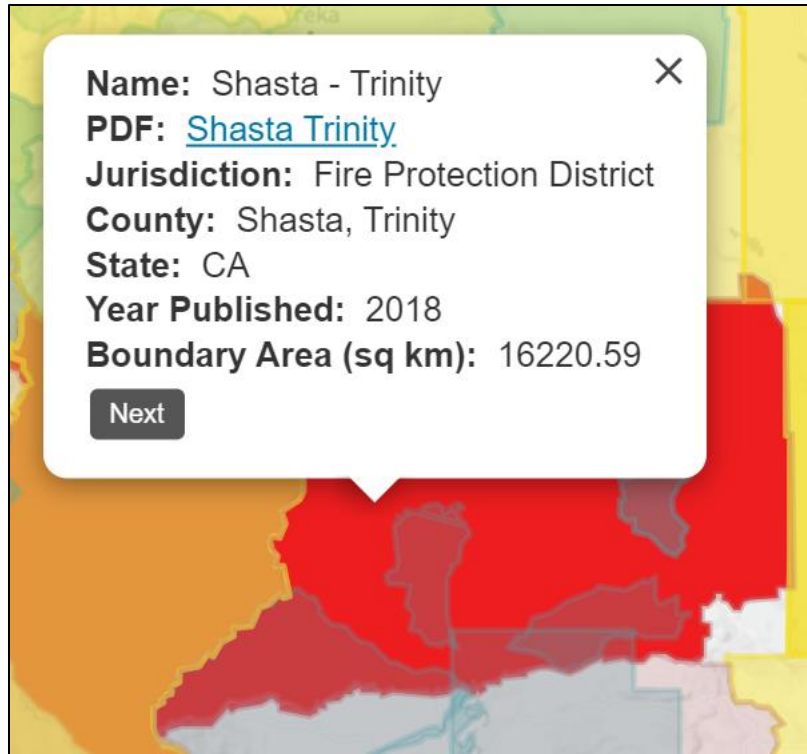 Name: Shasta - Trinity
PDF: Shasta Trinity
Jurisdiction: Fire Protection District
County: Shasta, Trinity
State: CA
Year Published: 2018
Boundary Area (sq km): 16220.59
Next